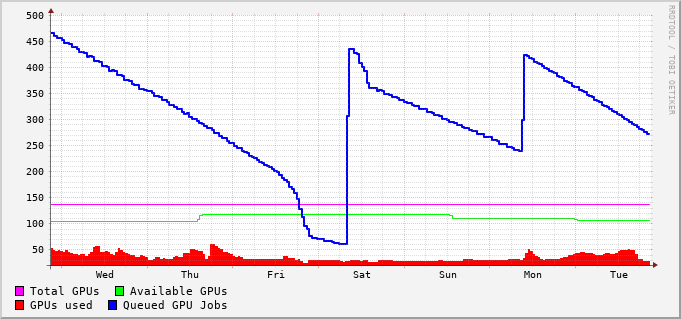 500
450
400
350
300
250
200
150
100
50
Wed Thu Fri Sat Sun Mon Tue
Total GPUs Available GPUs
GPUs used Queued GPU Jobs
RRDTOOL / TOBI OETIKER